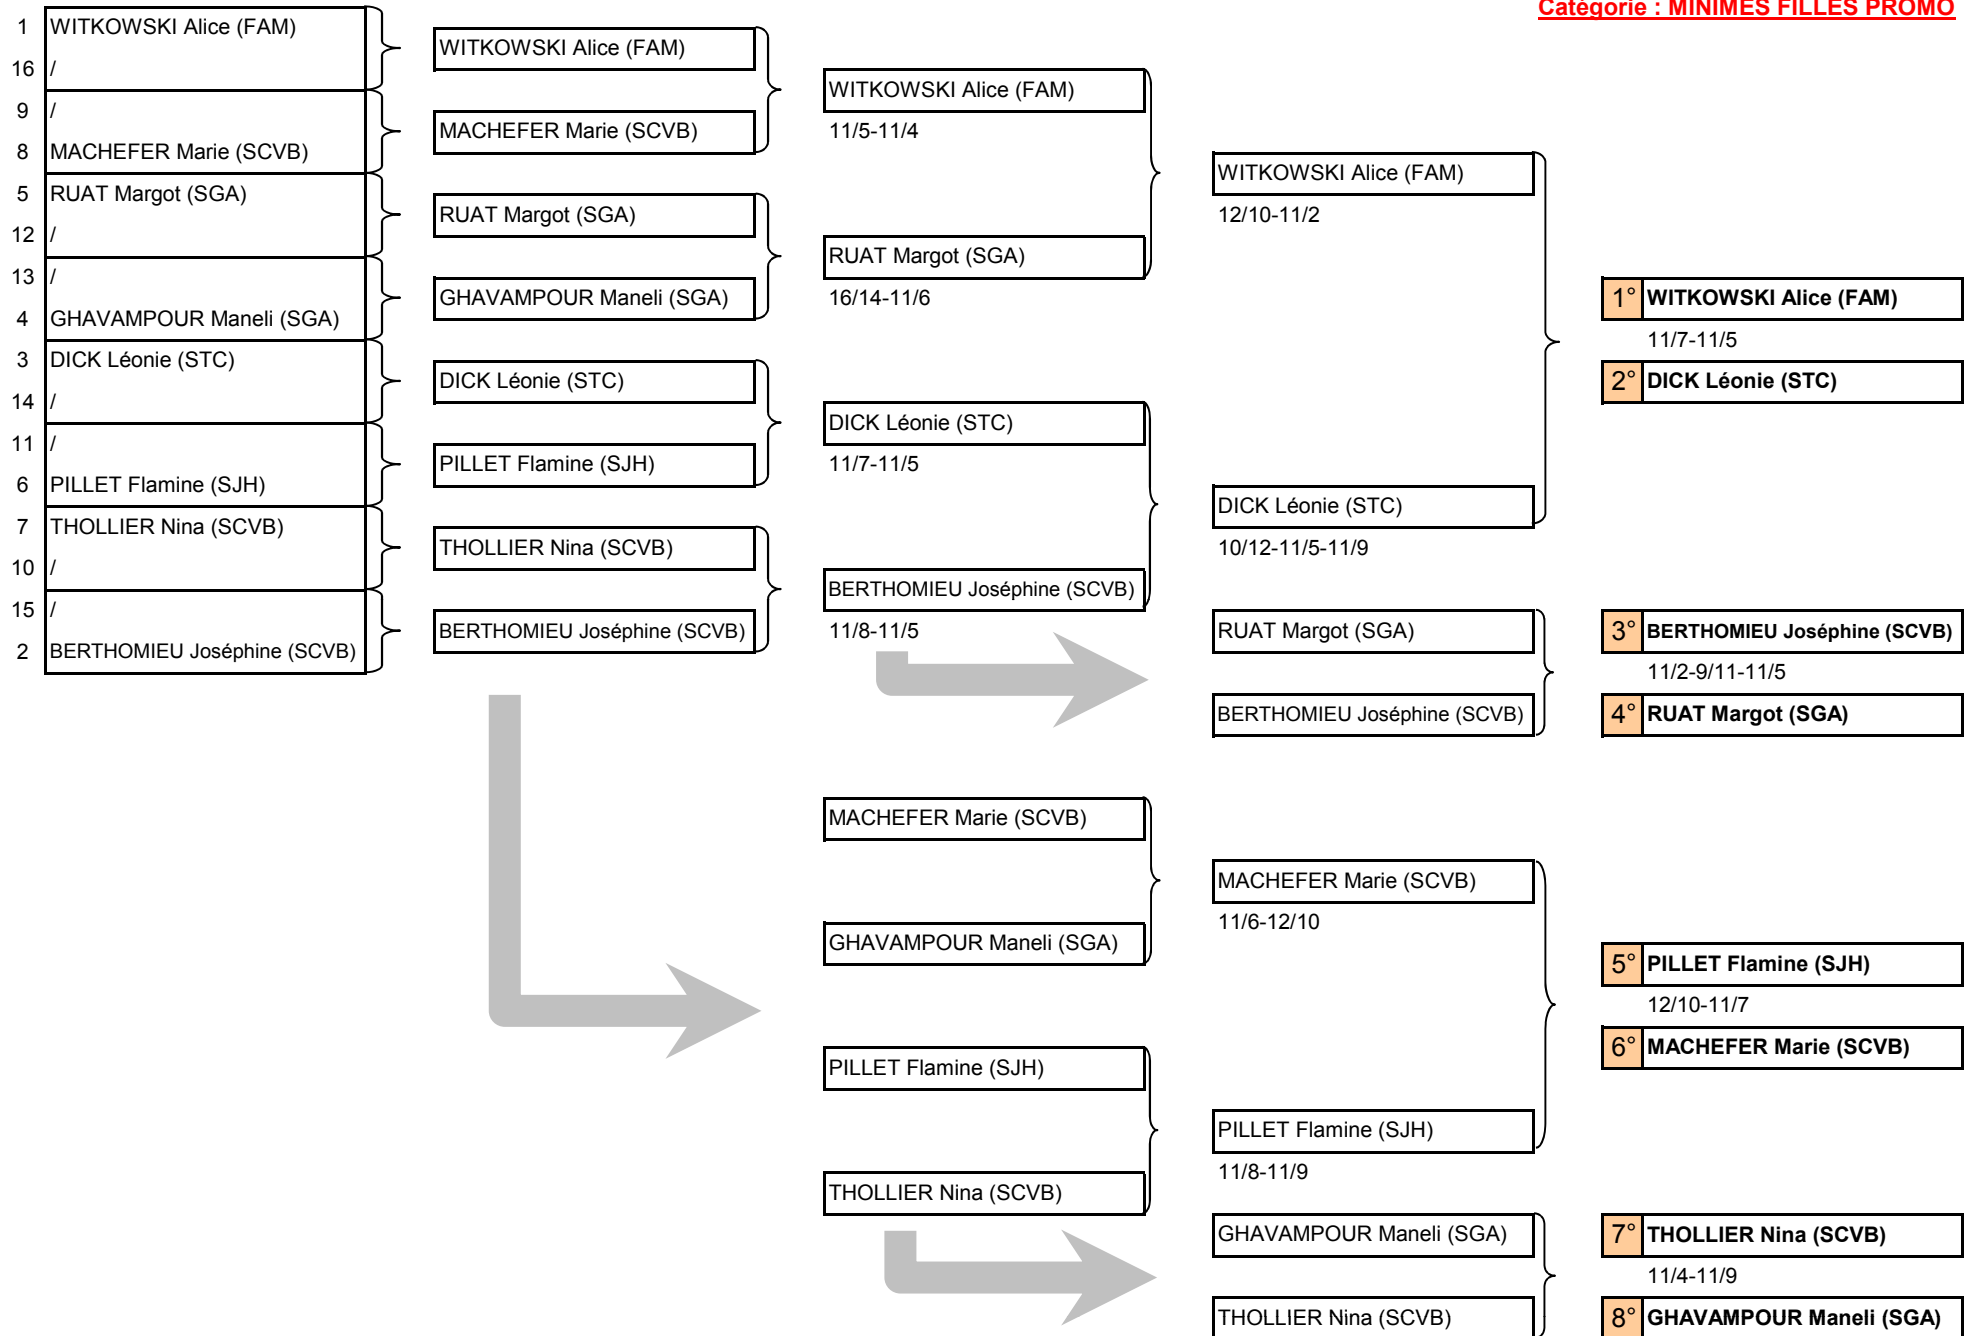 Catégorie : MINIMES FILLES PROMO
1 WITKOWSKI Alice (FAM)
16 /
9 /
8 MACHEFER Marie (SCVB)
5 RUAT Margot (SGA)
12 /
13 /
4 GHAVAMPOUR Maneli (SGA)
3 DICK Léonie (STC)
14 /
11 /
6 PILLET Flamine (SJH)
7 THOLLIER Nina (SCVB)
10 /
15 /
2 BERTHOMIEU Joséphine (SCVB)
WITKOWSKI Alice (FAM)
MACHEFER Marie (SCVB)
RUAT Margot (SGA)
GHAVAMPOUR Maneli (SGA)
DICK Léonie (STC)
PILLET Flamine (SJH)
THOLLIER Nina (SCVB)
BERTHOMIEU Joséphine (SCVB)
WITKOWSKI Alice (FAM)
11/5-11/4
RUAT Margot (SGA)
16/14-11/6
DICK Léonie (STC)
11/7-11/5
BERTHOMIEU Joséphine (SCVB)
11/8-11/5
WITKOWSKI Alice (FAM)
12/10-11/2
DICK Léonie (STC)
10/12-11/5-11/9
1° WITKOWSKI Alice (FAM)
11/7-11/5
2° DICK Léonie (STC)
RUAT Margot (SGA)
BERTHOMIEU Joséphine (SCVB)
3° BERTHOMIEU Joséphine (SCVB)
11/2-9/11-11/5
4° RUAT Margot (SGA)
MACHEFER Marie (SCVB)
GHAVAMPOUR Maneli (SGA)
PILLET Flamine (SJH)
THOLLIER Nina (SCVB)
MACHEFER Marie (SCVB)
11/6-12/10
PILLET Flamine (SJH)
11/8-11/9
5° PILLET Flamine (SJH)
12/10-11/7
6° MACHEFER Marie (SCVB)
GHAVAMPOUR Maneli (SGA)
THOLLIER Nina (SCVB)
7° THOLLIER Nina (SCVB)
11/4-11/9
8° GHAVAMPOUR Maneli (SGA)